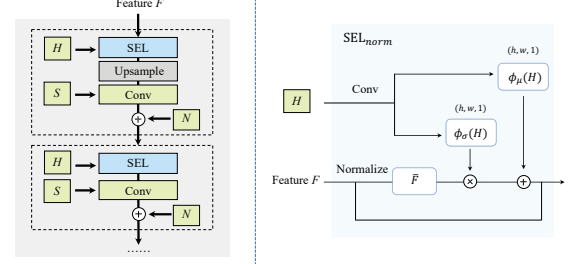 Feature F
H
SEL
Upsample
S
Conv
N
H
SEL
S
Conv
N
......
SELnorm
(h, w, 1)
ϕμ(H)
H
Conv
(h, w, 1)
ϕσ(H)
Feature F
Normalize
F̄